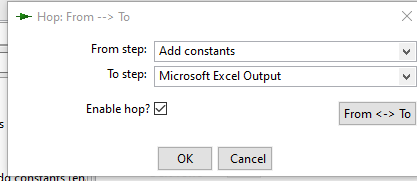 Hop: From --> To
From step: Add constants
To step: Microsoft Excel Output
Enable hop?
From <-> To
OK Cancel